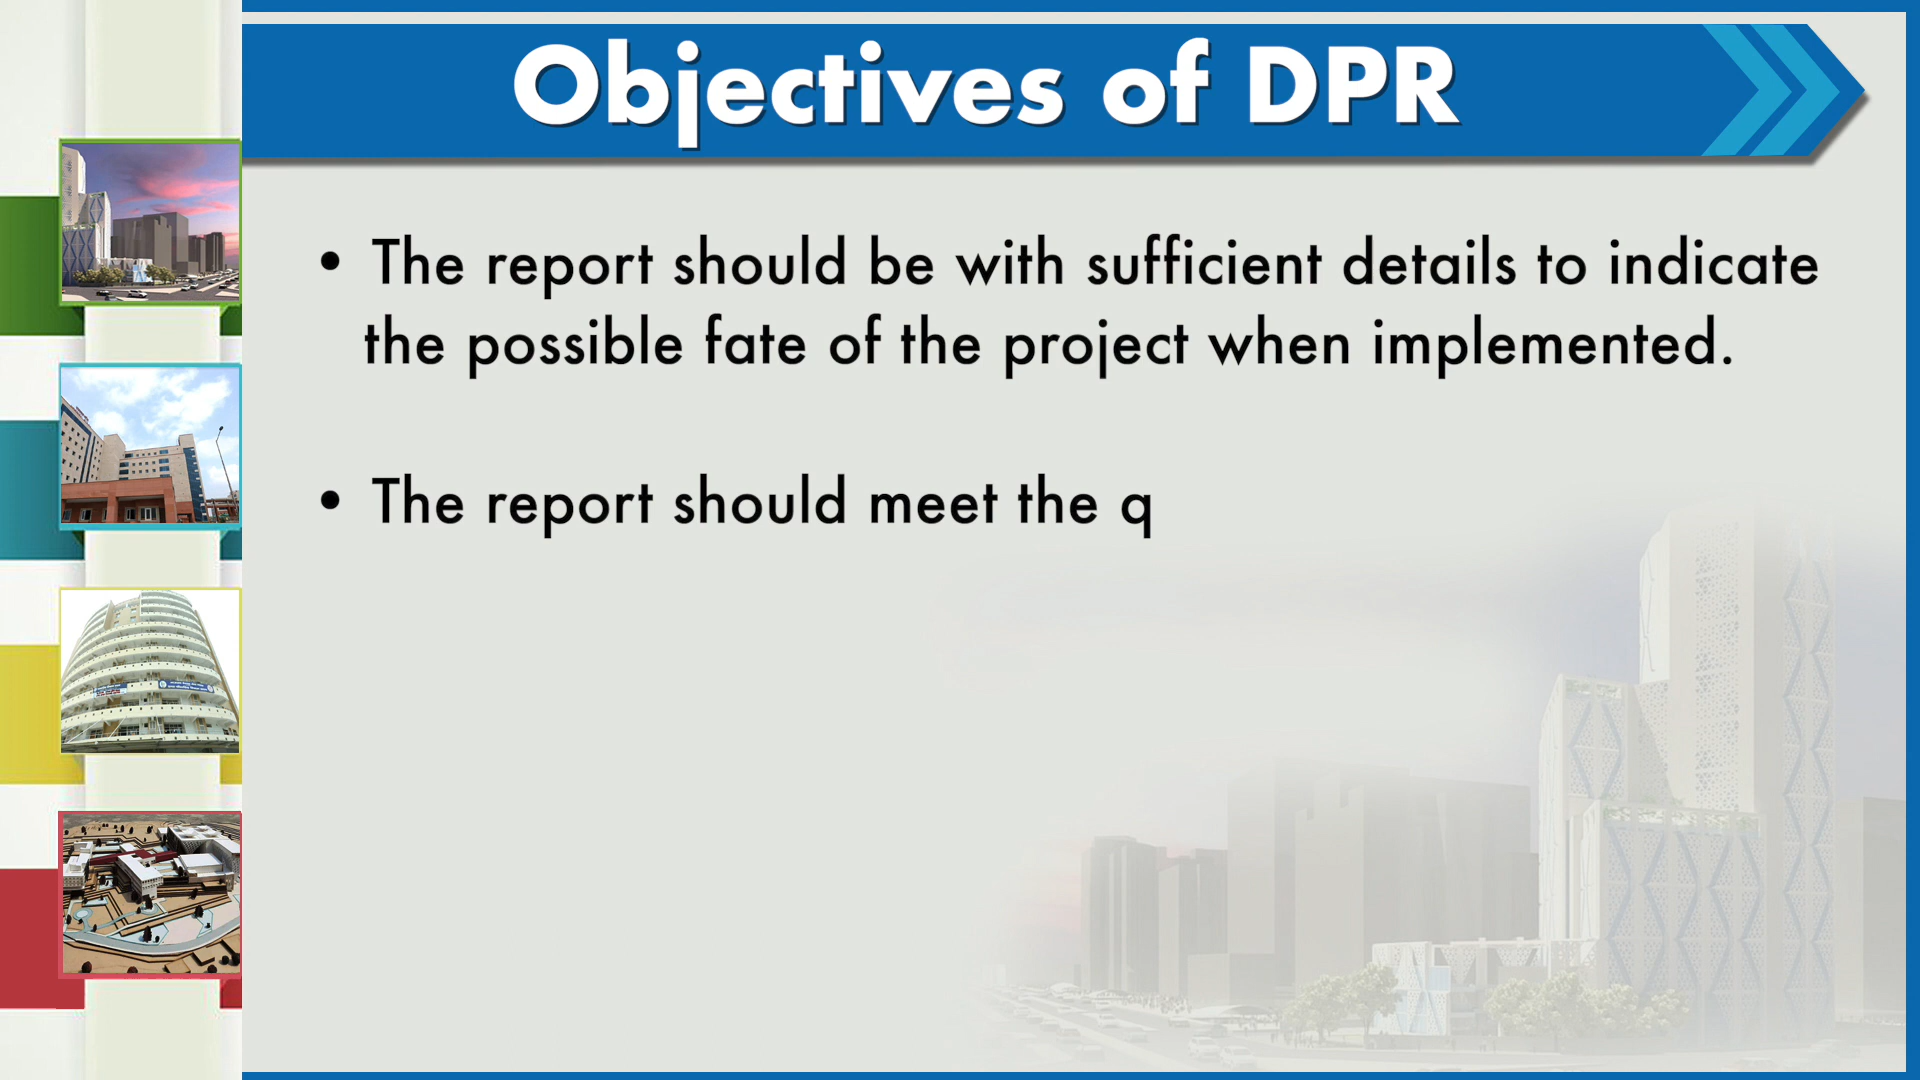 Objectives of DPR
• The report should be with sufficient details to indicate
the possible fate of the project when implemented.
• The report should meet the q